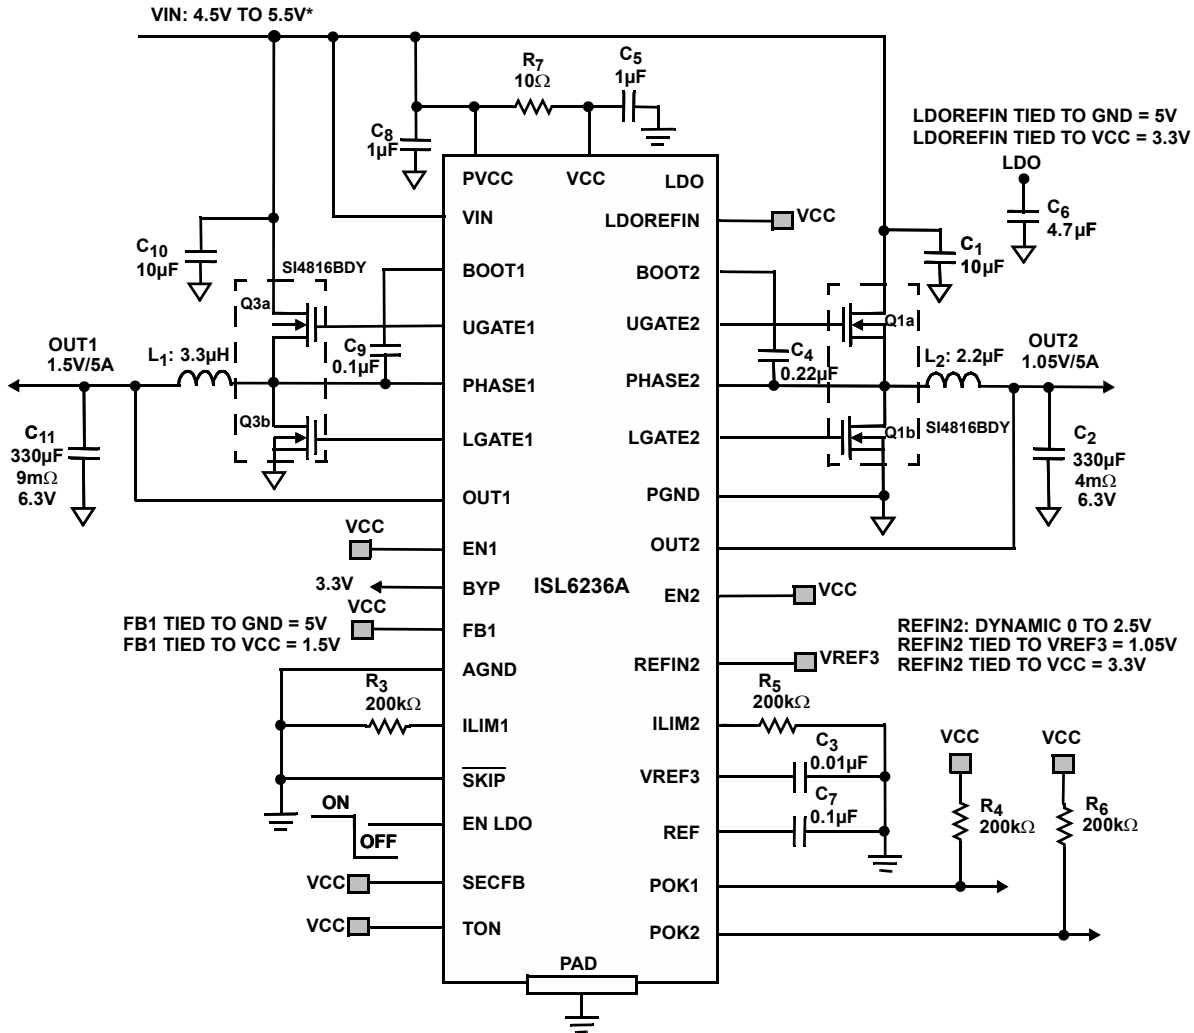 VIN: 4.5V TO 5.5V*
R7
10Ω
C5
1µF
C8
1µF
LDOREFIN TIED TO GND = 5V
LDOREFIN TIED TO VCC = 3.3V
LDO
C6
4.7µF
PVCC
VCC
LDO
VIN
LDOREFIN
VCC
C10
10µF
SI4816BDY
BOOT1
BOOT2
C1
10µF
Q3a
UGATE1
UGATE2
Q1a
OUT1
1.5V/5A
L1: 3.3µH
C9
0.1µF
C4
0.22µF
L2: 2.2µF
OUT2
1.05V/5A
PHASE1
PHASE2
Q3b
LGATE1
LGATE2
Q1b
SI4816BDY
C11
330µF
9mΩ
6.3V
C2
330µF
4mΩ
6.3V
OUT1
PGND
VCC
EN1
OUT2
3.3V
BYP
ISL6236A
EN2
VCC
VCC
FB1 TIED TO GND = 5V
FB1 TIED TO VCC = 1.5V
FB1
REFIN2: DYNAMIC 0 TO 2.5V
REFIN2 TIED TO VREF3 = 1.05V
REFIN2 TIED TO VCC = 3.3V
AGND
REFIN2
VREF3
R3
200kΩ
ILIM1
R5
200kΩ
ILIM2
C3
0.01µF
VCC
VCC
SKIP
VREF3
C7
0.1µF
ON
OFF
EN LDO
REF
R4
200kΩ
R6
200kΩ
VCC
SECFB
POK1
VCC
TON
POK2
PAD